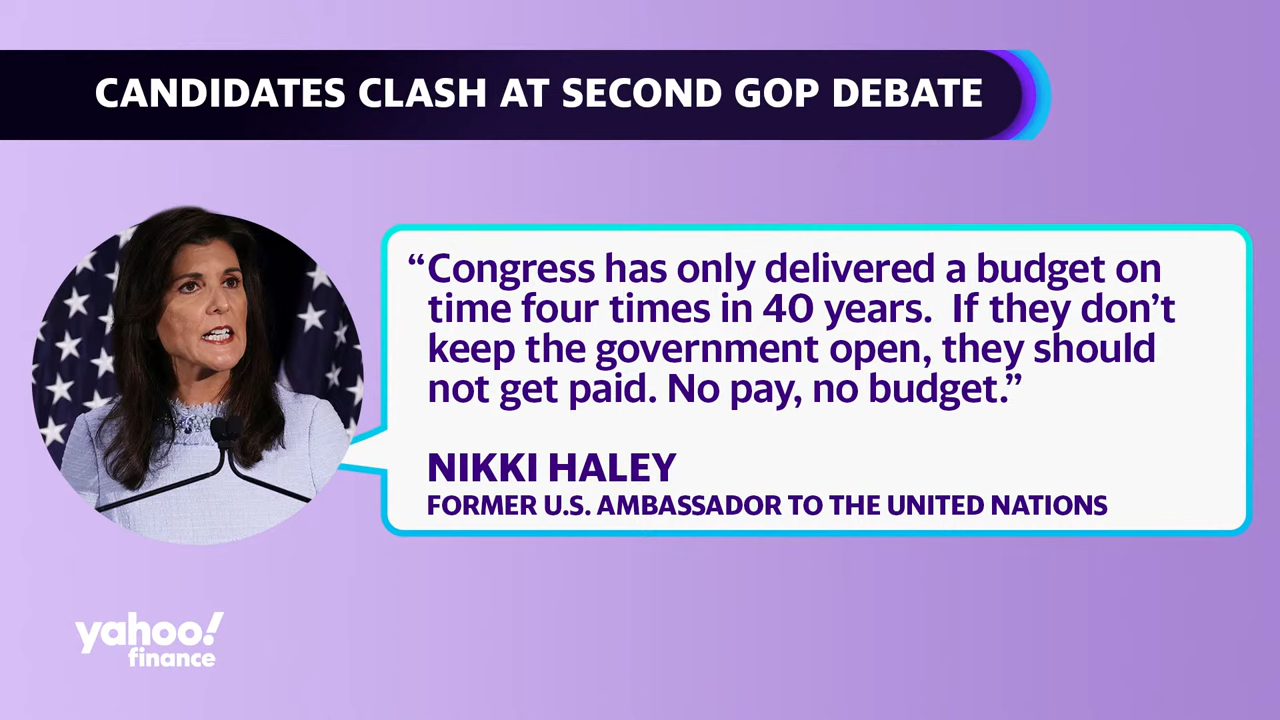 CANDIDATES CLASH AT SECOND GOP DEBATE
“Congress has only delivered a budget on
time four times in 40 years.  If they don’t
keep the government open, they should
not get paid. No pay, no budget.”
NIKKI HALEY
FORMER U.S. AMBASSADOR TO THE UNITED NATIONS
yahoo!
finance